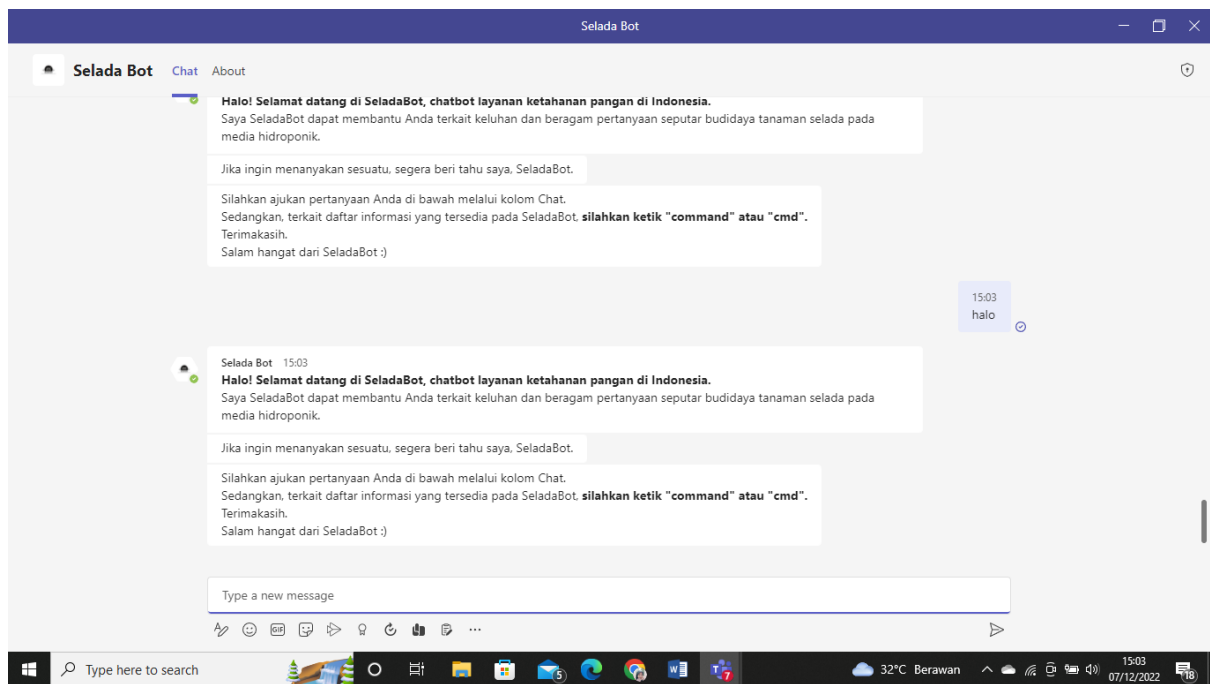 Selada Bot
Selada Bot Chat About
Halo! Selamat datang di SeladaBot, chatbot layanan ketahanan pangan di Indonesia.
Saya SeladaBot dapat membantu Anda terkait keluhan dan beragam pertanyaan seputar budidaya tanaman selada pada
media hidroponik.
Jika ingin menanyakan sesuatu, segera beri tahu saya, SeladaBot.
Silahkan ajukan pertanyaan Anda di bawah melalui kolom Chat.
Sedangkan, terkait daftar informasi yang tersedia pada SeladaBot, silahkan ketik "command" atau "cmd".
Terimakasih.
Salam hangat dari SeladaBot :)
15:03
halo
Selada Bot 15:03
Halo! Selamat datang di SeladaBot, chatbot layanan ketahanan pangan di Indonesia.
Saya SeladaBot dapat membantu Anda terkait keluhan dan beragam pertanyaan seputar budidaya tanaman selada pada
media hidroponik.
Jika ingin menanyakan sesuatu, segera beri tahu saya, SeladaBot.
Silahkan ajukan pertanyaan Anda di bawah melalui kolom Chat.
Sedangkan, terkait daftar informasi yang tersedia pada SeladaBot, silahkan ketik "command" atau "cmd".
Terimakasih.
Salam hangat dari SeladaBot :)
Type a new message
GIF
Type here to search
5
7
32°C Berawan
15:03
07/12/2022
18